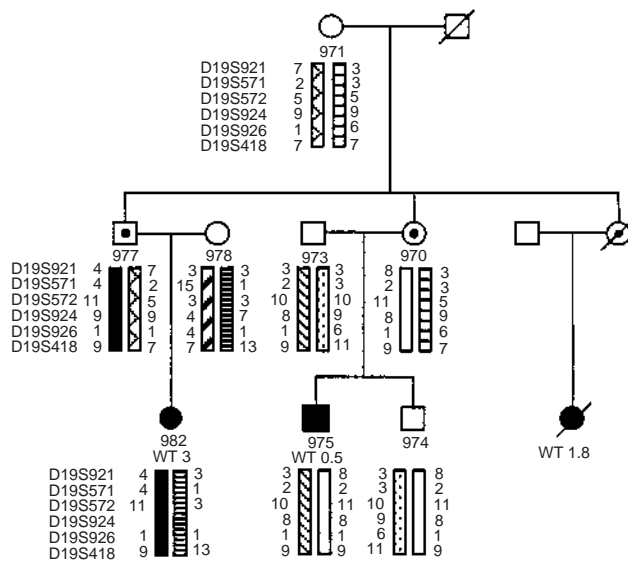 971
D19S921 7 3
D19S571 2 3
D19S572 5 5
D19S924 9 9
D19S926 1 6
D19S418 7 7
977 978 973 970
D19S921 4 7 3 3 3 3 8 3
D19S571 4 2 15 1 2 3 2 3
D19S572 11 5 3 3 10 10 11 5
D19S924 9 9 4 7 8 9 8 9
D19S926 1 1 4 1 1 6 1 6
D19S418 9 7 7 13 9 11 9 7
982 975 974
WT 3 WT 0.5 WT 1.8
D19S921 4 3 3 8 3 8
D19S571 4 1 2 2 3 2
D19S572 11 3 10 11 10 11
D19S924 8 8 9 8
D19S926 1 1 1 1 6 1
D19S418 9 13 9 9 11 9